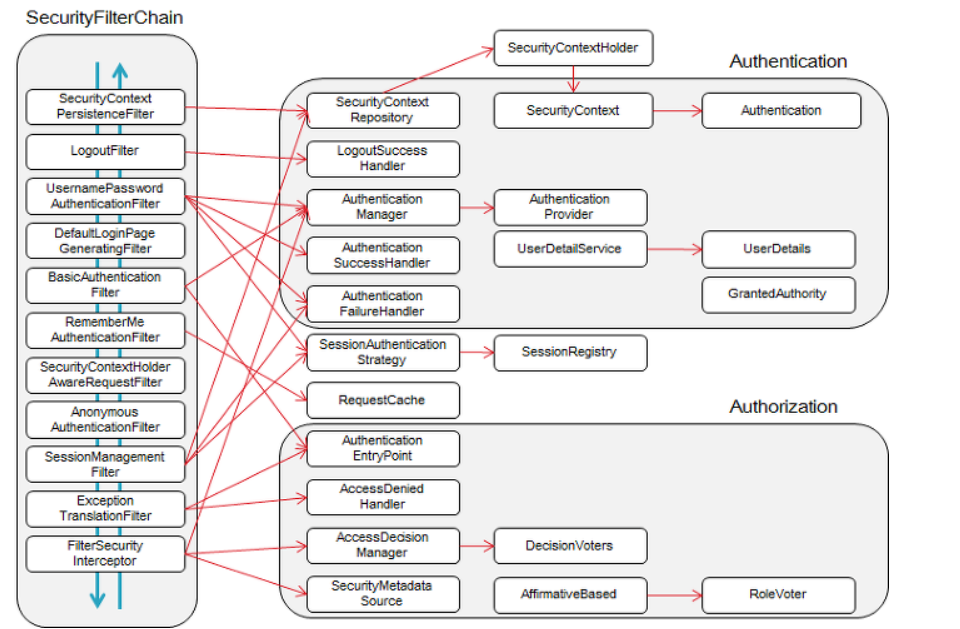 SecurityFilterChain
SecurityContext
PersistenceFilter
LogoutFilter
UsernamePassword
AuthenticationFilter
DefaultLoginPage
GeneratingFilter
BasicAuthentication
Filter
RememberMe
AuthenticationFilter
SecurityContextHolder
AwareRequestFilter
Anonymous
AuthenticationFilter
SessionManagement
Filter
Exception
TranslationFilter
FilterSecurity
Interceptor
SecurityContextHolder
Authentication
SecurityContext
Repository
SecurityContext
Authentication
LogoutSuccess
Handler
Authentication
Manager
Authentication
Provider
Authentication
SuccessHandler
UserDetailService
UserDetails
Authentication
FailureHandler
GrantedAuthority
SessionAuthentication
Strategy
SessionRegistry
RequestCache
Authorization
Authentication
EntryPoint
AccessDenied
Handler
AccessDecision
Manager
DecisionVoters
SecurityMetadata
Source
AffirmativeBased
RoleVoter